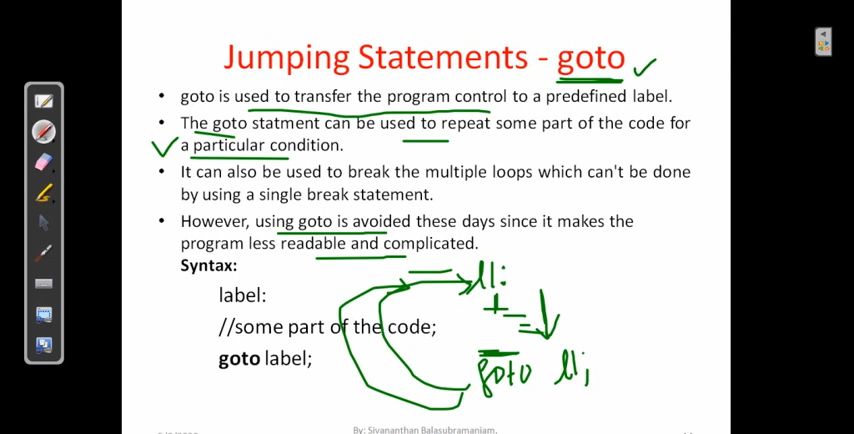 Jumping Statements - goto
• goto is used to transfer the program control to a predefined label.
• The goto statment can be used to repeat some part of the code for
a particular condition.
• It can also be used to break the multiple loops which can't be done
by using a single break statement.
• However, using goto is avoided these days since it makes the
program less readable and complicated.
Syntax:
label:
//some part of the code;
goto label;
ll:
goto ll;
By: Sivananthan Balasubramaniam,